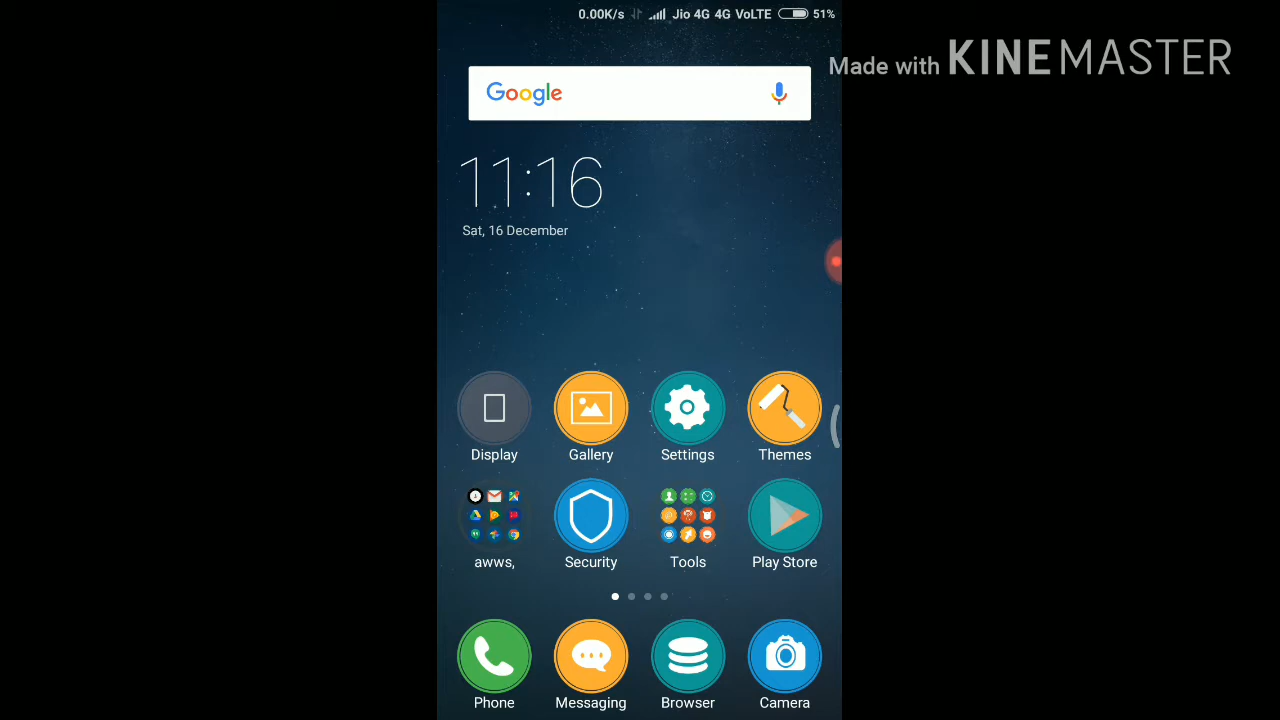 0.00K/s Jio 4G 4G VoLTE 51%
Made with KINEMASTER
Google
11:16
Sat, 16 December
Display Gallery Settings Themes
awws, Security Tools Play Store
Phone Messaging Browser Camera